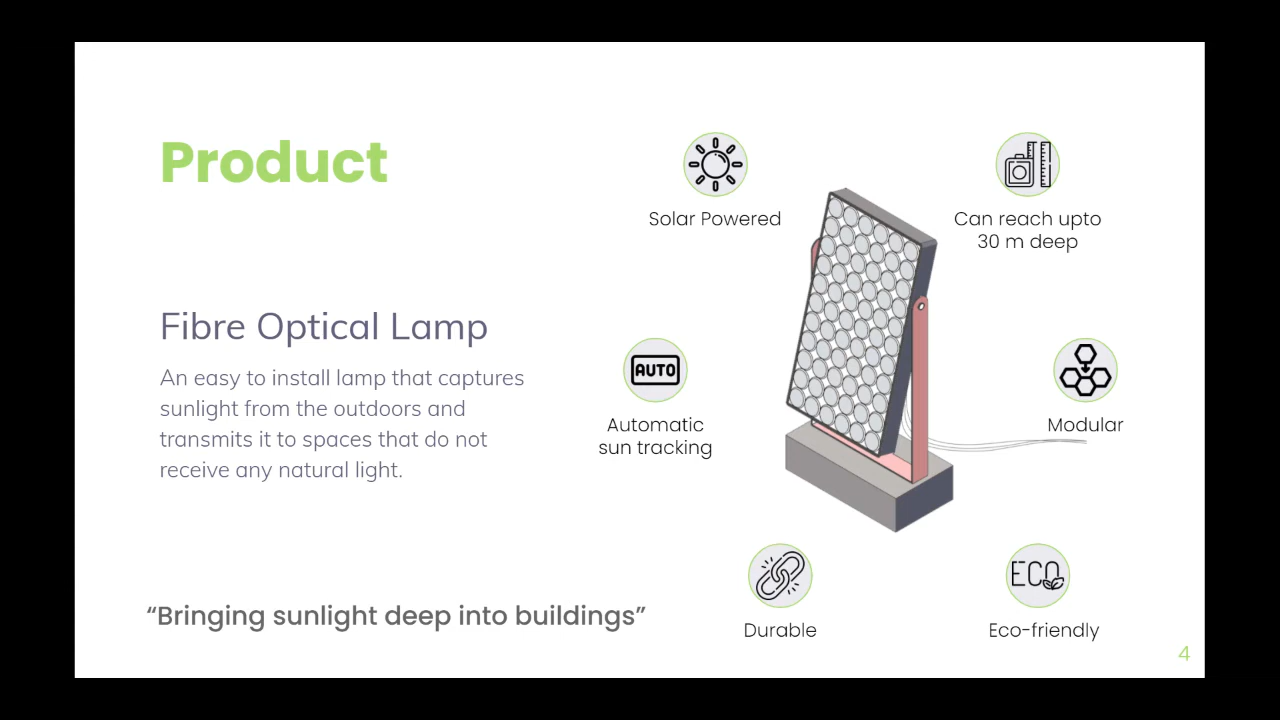 Product
Fibre Optical Lamp
An easy to install lamp that captures
sunlight from the outdoors and
transmits it to spaces that do not
receive any natural light.
“Bringing sunlight deep into buildings”
Solar Powered
Can reach upto
30 m deep
AUTO
Automatic
sun tracking
Modular
Durable
ECO
Eco-friendly
4